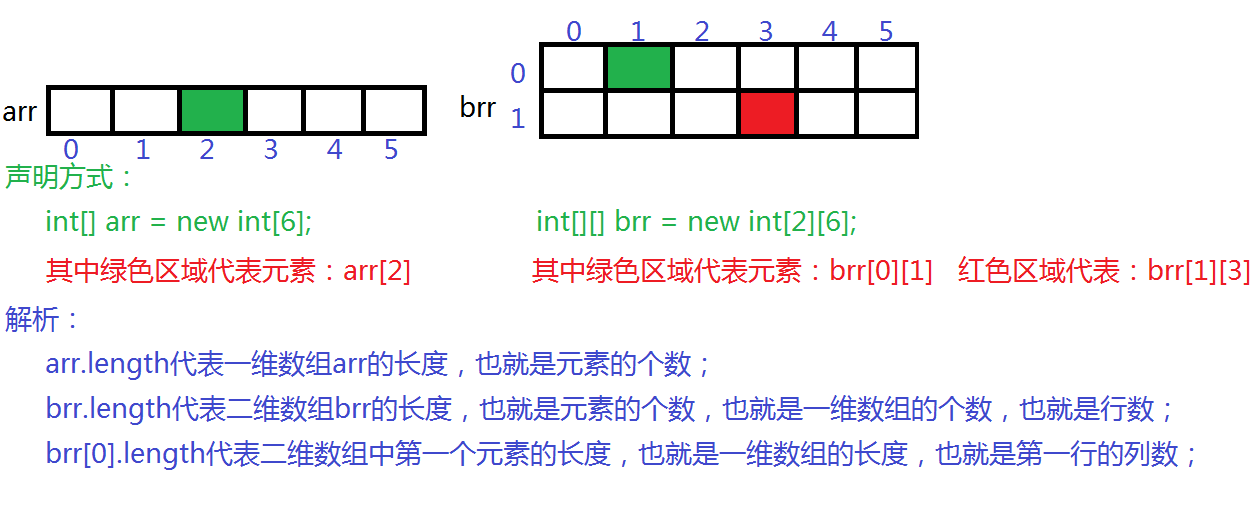 0 1 2 3 4 5
0
arr
brr
1
0 1 2 3 4 5
声明方式：
int[] arr = new int[6]; int[][] brr = new int[2][6];
其中绿色区域代表元素：arr[2] 其中绿色区域代表元素：brr[0][1] 红色区域代表：brr[1][3]
解析：
arr.length代表一维数组arr的长度，也就是元素的个数；
brr.length代表二维数组brr的长度，也就是元素的个数，也就是一维数组的个数，也就是行数；
brr[0].length代表二维数组中第一个元素的长度，也就是一维数组的长度，也就是第一行的列数；